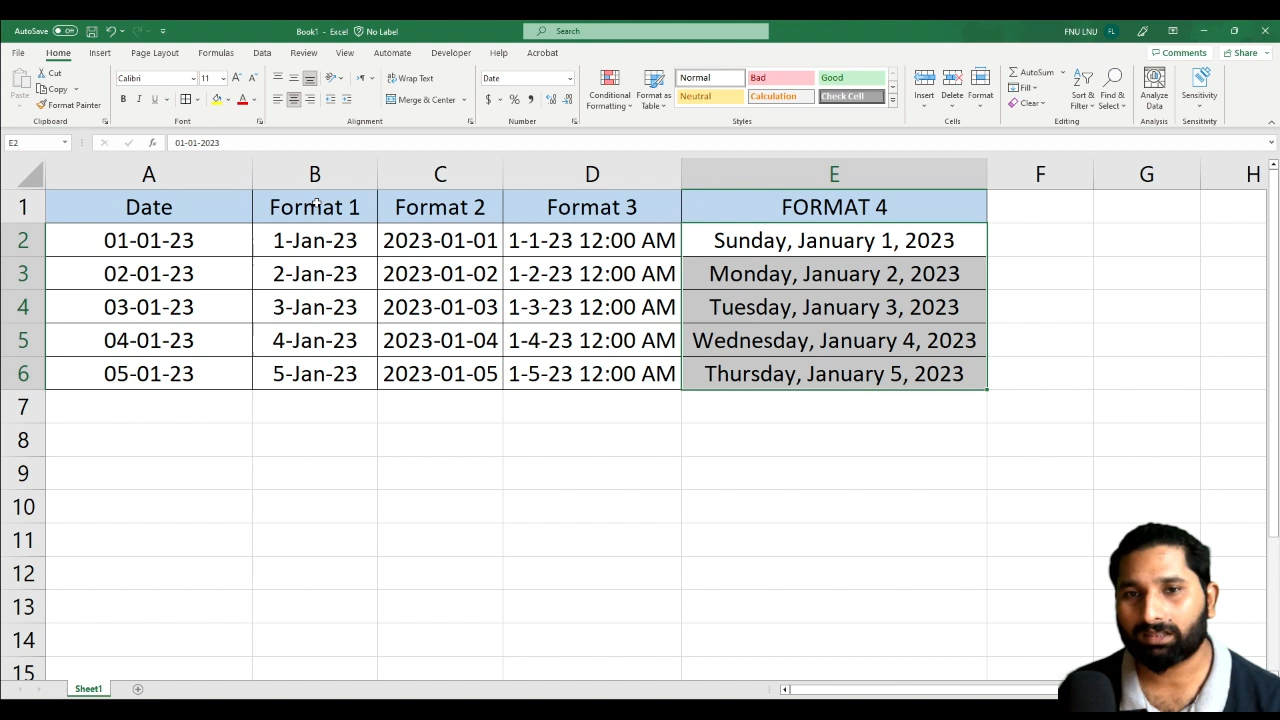 AutoSave Off Book1 - Excel No Label Search FNU LNU FL
File Home Insert Page Layout Formulas Data Review View Automate Developer Help Acrobat Comments Share
Paste Cut Copy Format Painter Clipboard
Calibri 11 A A B I U A Font
Wrap Text Merge & Center Alignment
Date $ % , Number
Conditional Formatting Format as Table Normal Bad Good Neutral Calculation Check Cell Styles
Insert Delete Format Cells
AutoSum Fill Clear Sort & Filter Find & Select Editing
Analyze Data Analysis
Sensitivity Sensitivity
E2 fx 01-01-2023
A B C D E F G H
1 Date Format 1 Format 2 Format 3 FORMAT 4
2 01-01-23 1-Jan-23 2023-01-01 1-1-23 12:00 AM Sunday, January 1, 2023
3 02-01-23 2-Jan-23 2023-01-02 1-2-23 12:00 AM Monday, January 2, 2023
4 03-01-23 3-Jan-23 2023-01-03 1-3-23 12:00 AM Tuesday, January 3, 2023
5 04-01-23 4-Jan-23 2023-01-04 1-4-23 12:00 AM Wednesday, January 4, 2023
6 05-01-23 5-Jan-23 2023-01-05 1-5-23 12:00 AM Thursday, January 5, 2023
7
8
9
10
11
12
13
14
15
Sheet1